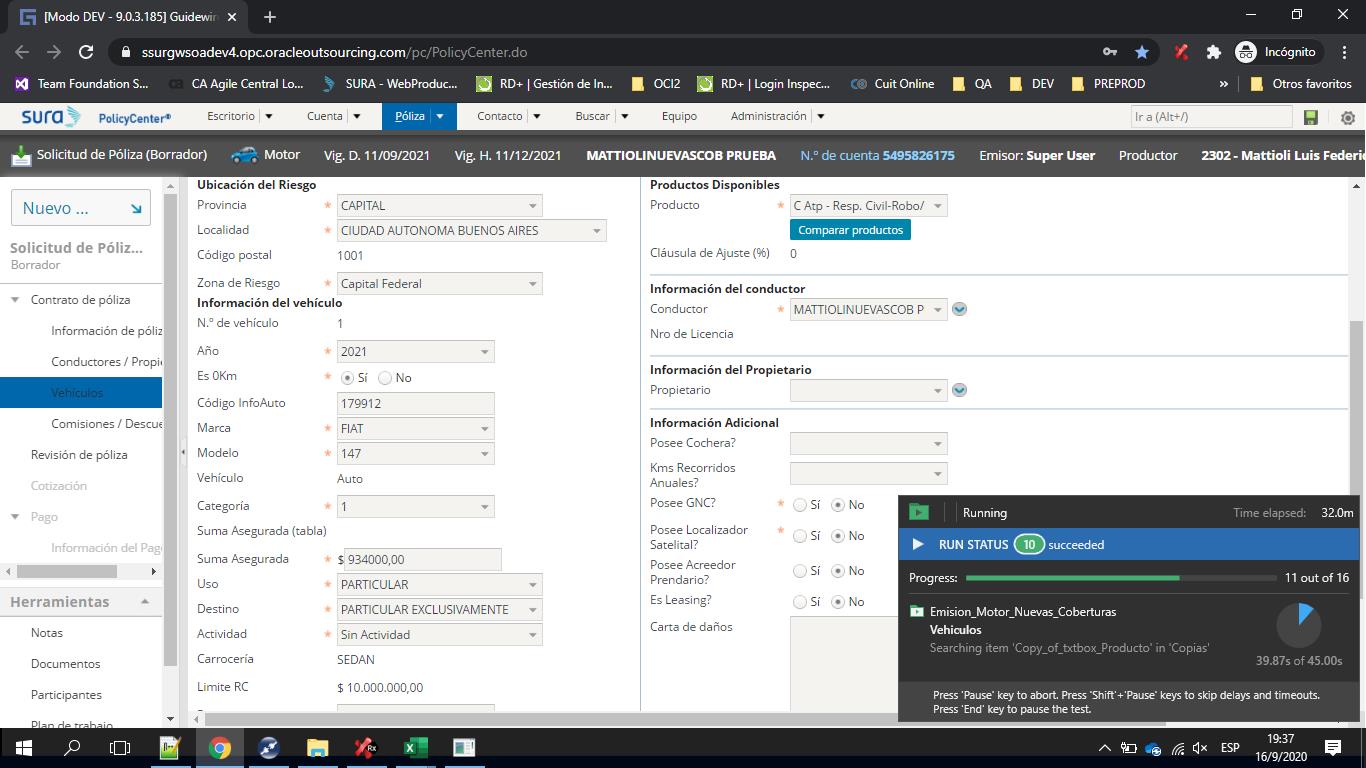 [Modo DEV - 9.0.3.185] Guidewir
ssurgwsoadev4.opc.oracleoutsourcing.com/pc/PolicyCenter.do
Incógnito
Team Foundation S...
CA Agile Central Lo...
SURA - WebProduc...
RD+ | Gestión de In...
OCI2
RD+ | Login Inspec...
Cuit Online
QA
DEV
PREPROD
»
Otros favoritos
sura PolicyCenter®
Escritorio
Cuenta
Póliza
Contacto
Buscar
Equipo
Administración
Ir a (Alt+/)
Solicitud de Póliza (Borrador)
Motor
Vig. D. 11/09/2021
Vig. H. 11/12/2021
MATTIOLINUEVASCOB PRUEBA
N.º de cuenta 5495826175
Emisor: Super User
Productor
2302 - Mattioli Luis Federic
Nuevo ...
Solicitud de Póliz...
Borrador
Contrato de póliza
Información de póliz
Conductores / Propie
Vehículos
Comisiones / Descue
Revisión de póliza
Cotización
Pago
Información del Pago
Herramientas
Notas
Documentos
Participantes
Plan de trabajo
Ubicación del Riesgo
Provincia * CAPITAL
Localidad * CIUDAD AUTONOMA BUENOS AIRES
Código postal 1001
Zona de Riesgo * Capital Federal
Información del vehículo
N.º de vehículo 1
Año * 2021
Es 0Km * Sí No
Código InfoAuto 179912
Marca * FIAT
Modelo * 147
Vehículo Auto
Categoría * 1
Suma Asegurada (tabla)
Suma Asegurada * $ 934000,00
Uso * PARTICULAR
Destino * PARTICULAR EXCLUSIVAMENTE
Actividad * Sin Actividad
Carrocería SEDAN
Limite RC $ 10.000.000,00
Productos Disponibles
Producto * C Atp - Resp. Civil-Robo/
Comparar productos
Cláusula de Ajuste (%) 0
Información del conductor
Conductor * MATTIOLINUEVASCOB P
Nro de Licencia
Información del Propietario
Propietario *
Información Adicional
Posee Cochera?
Kms Recorridos
Anuales?
Posee GNC? * Sí No
Posee Localizador * Sí No
Satelital?
Posee Acreedor Sí No
Prendario?
Es Leasing? Sí No
Carta de daños
Running
Time elapsed: 32.0m
RUN STATUS 10 succeeded
Progress: 11 out of 16
Emision_Motor_Nuevas_Coberturas
Vehiculos
Searching item 'Copy_of_txtbox_Producto' in 'Copias'
39.87s of 45.00s
Press 'Pause' key to abort. Press 'Shift'+'Pause' keys to skip delays and timeouts.
Press 'End' key to pause the test.
ESP
19:37
16/9/2020